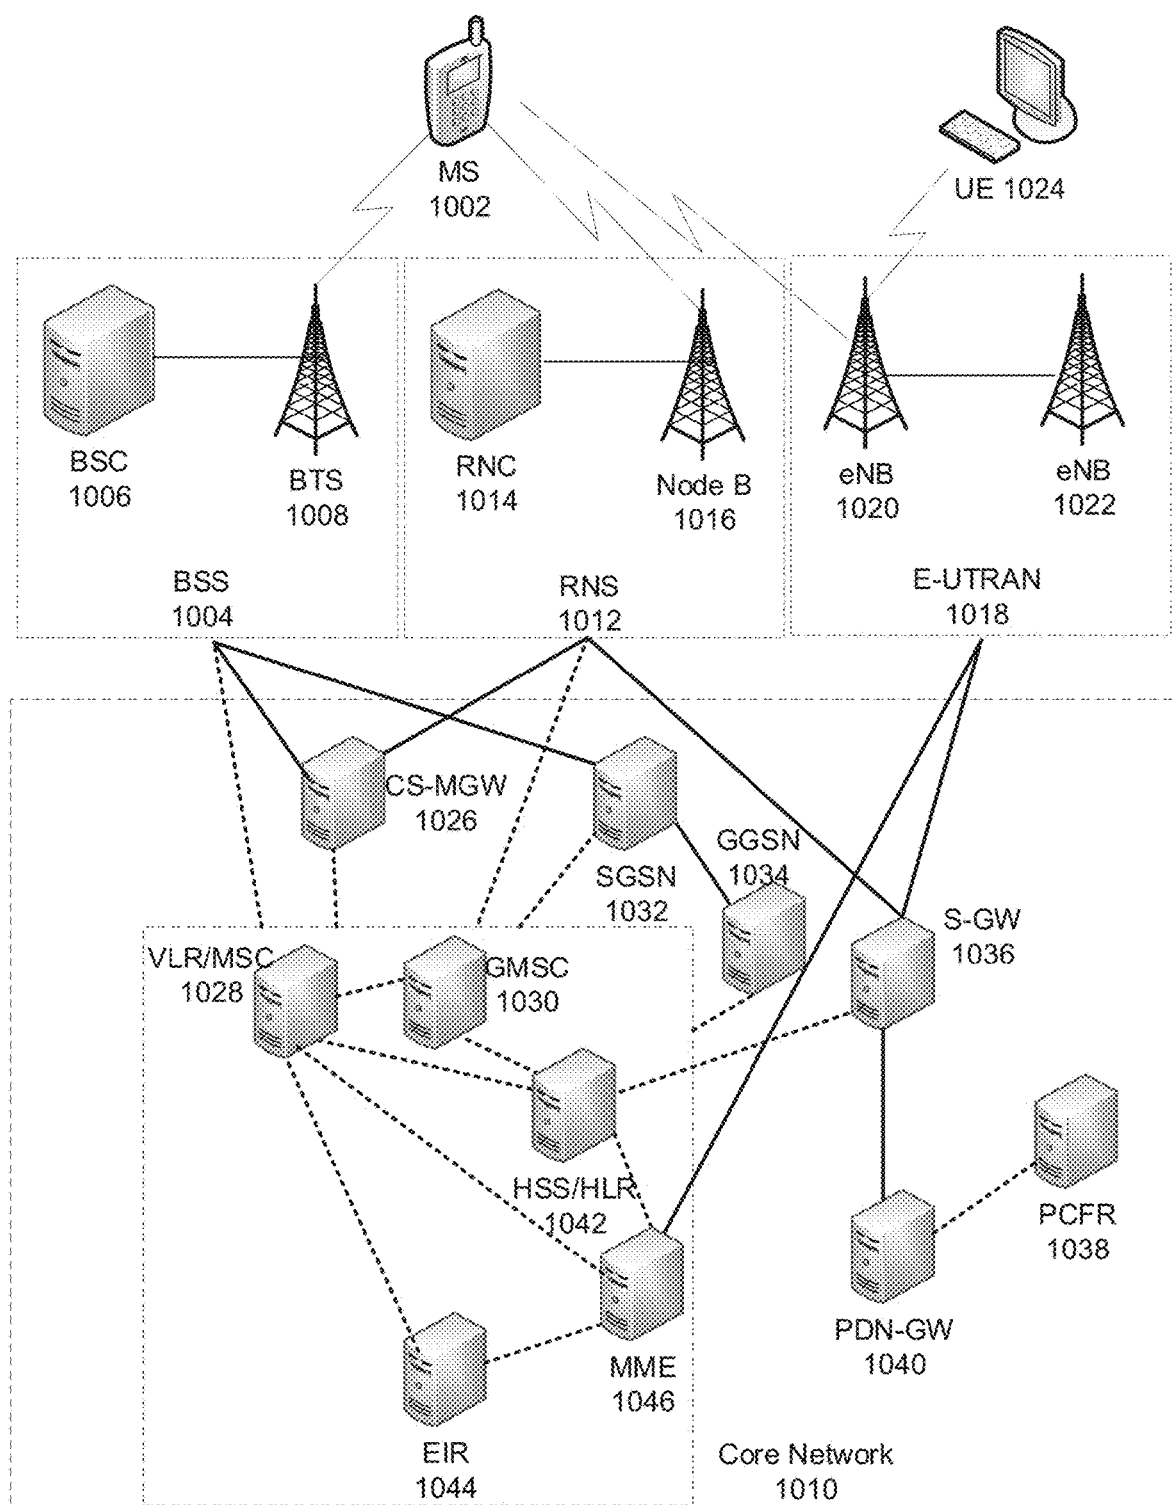 MS
1002
UE 1024
BSC
1006
BTS
1008
RNC
1014
Node B
1016
eNB
1020
eNB
1022
BSS
1004
RNS
1012
E-UTRAN
1018
CS-MGW
1026
SGSN
1032
GGSN
1034
S-GW
1036
VLR/MSC
1028
GMSC
1030
HSS/HLR
1042
PCFR
1038
PDN-GW
1040
MME
1046
EIR
1044
Core Network
1010